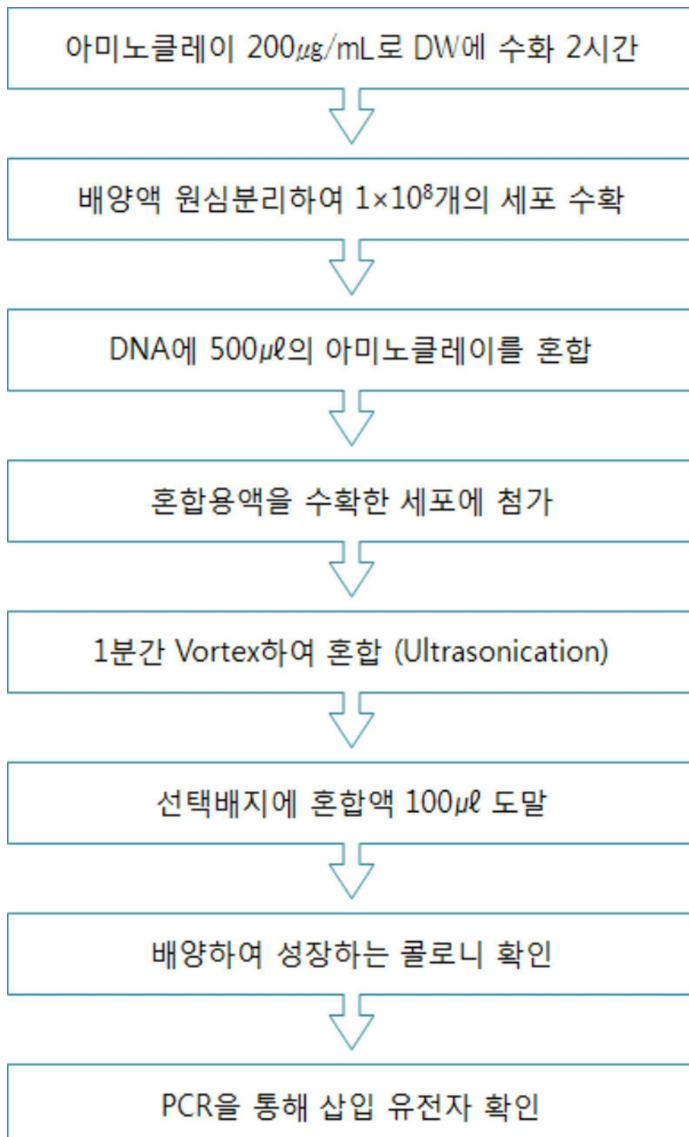 아미노클레이 200㎍/mL로 DW에 수화 2시간
배양액 원심분리하여 1×10⁸개의 세포 수확
DNA에 500㎕의 아미노클레이를 혼합
혼합용액을 수확한 세포에 첨가
1분간 Vortex하여 혼합 (Ultrasonication)
선택배지에 혼합액 100㎕ 도말
배양하여 성장하는 콜로니 확인
PCR을 통해 삽입 유전자 확인